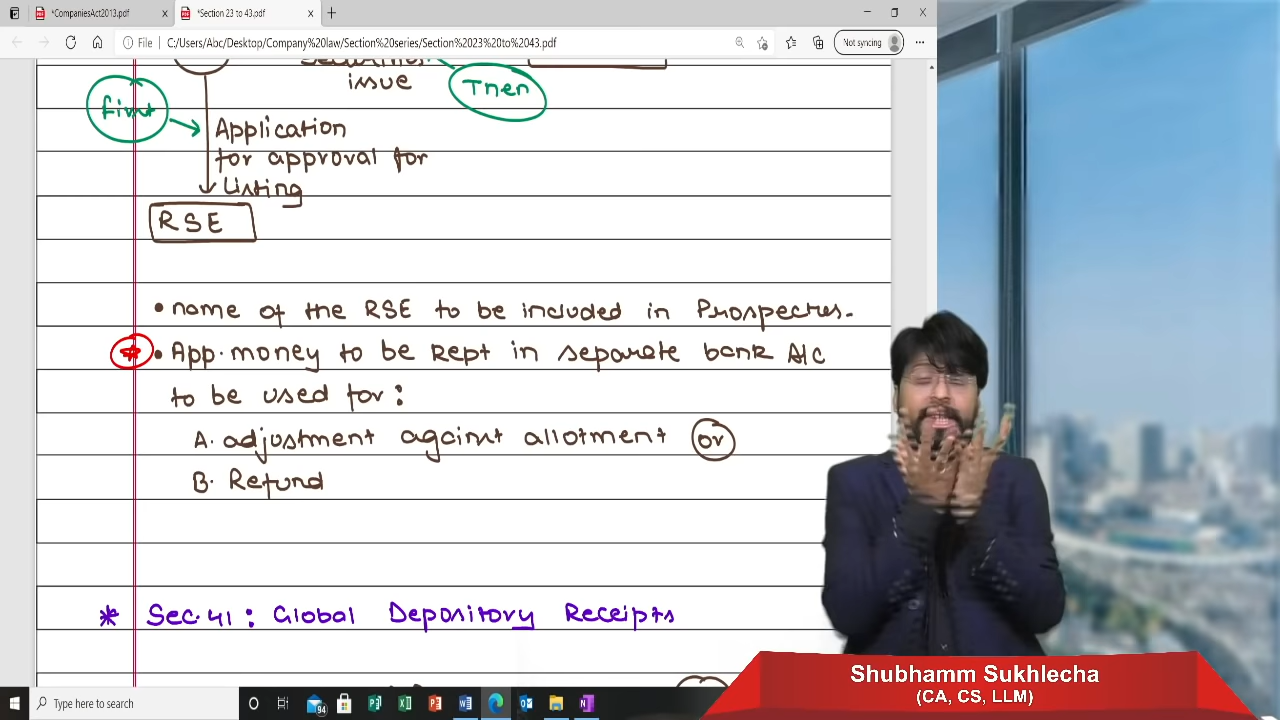 *CompaniesAct2013.pdf
*Section 23 to 43.pdf
File
C:/Users/Abc/Desktop/Company%20law/Section%20series/Section%2023%20to%2043.pdf
Not syncing
issue
Then
first
Application
for approval for
Listing
RSE
• name of the RSE to be included in Prospectus.
• App. money to be kept in separate bank A/c
to be used for:
A. adjustment against allotment or
B. Refund
* Sec. 41: Global Depository Receipts
Shubhamm Sukhlecha
(CA, CS, LLM)
Type here to search
94